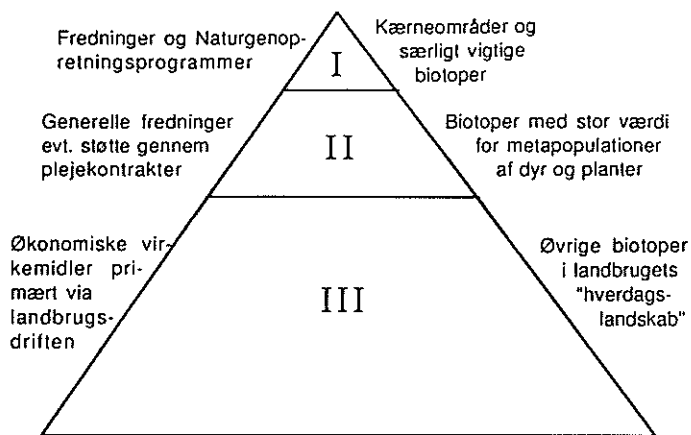 Fredninger og Naturgenop-
retningsprogrammer
I
Kærneområder og
særligt vigtige
biotoper
Generelle fredninger
evt. støtte gennem
plejekontrakter
II
Biotoper med stor værdi
for metapopulationer
af dyr og planter
Økonomiske vir-
kemidler pri-
mært via
landbrugs-
driften
III
Øvrige biotoper
i landbrugets
"hverdags-
landskab"